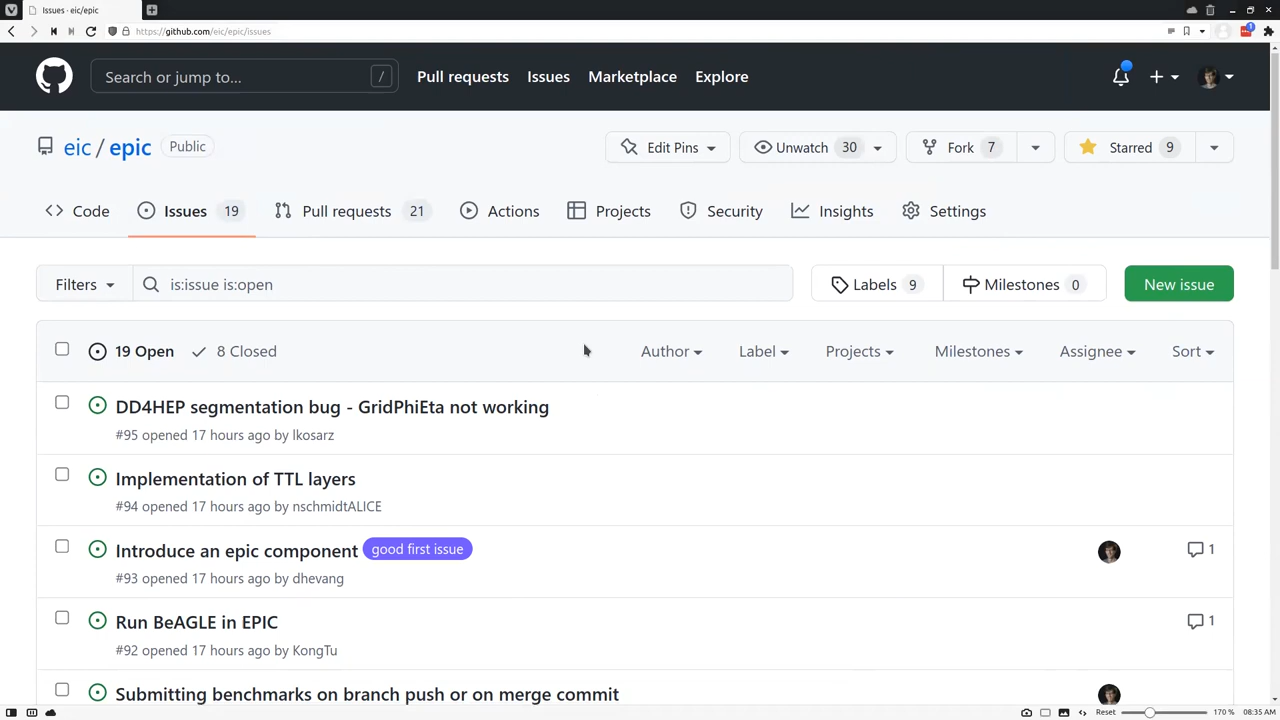 Issues · eic/epic
https://github.com/eic/epic/issues
1
Search or jump to... /
Pull requests Issues Marketplace Explore
eic / epic Public
Edit Pins Unwatch 30 Fork 7 Starred 9
Code Issues 19 Pull requests 21 Actions Projects Security Insights Settings
Filters is:issue is:open Labels 9 Milestones 0 New issue
19 Open 8 Closed Author Label Projects Milestones Assignee Sort
DD4HEP segmentation bug - GridPhiEta not working
#95 opened 17 hours ago by lkosarz
Implementation of TTL layers
#94 opened 17 hours ago by nschmidtALICE
Introduce an epic component good first issue 1
#93 opened 17 hours ago by dhevang
Run BeAGLE in EPIC 1
#92 opened 17 hours ago by KongTu
Submitting benchmarks on branch push or on merge commit
Reset 170 % 08:35 AM